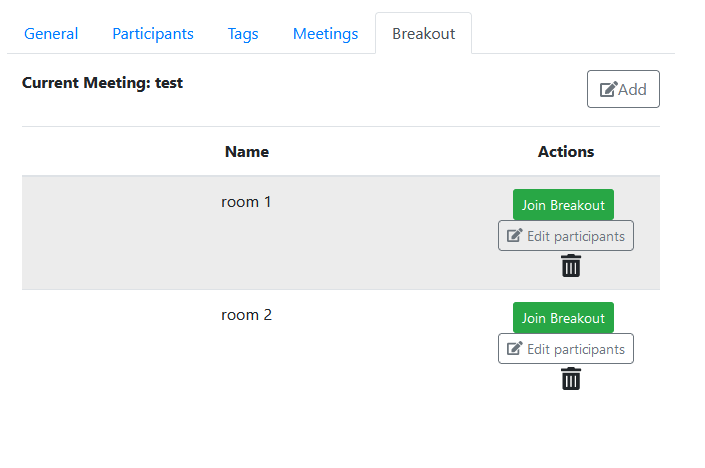 General Participants Tags Meetings Breakout
Current Meeting: test
Add
Name Actions
room 1 Join Breakout
Edit participants
room 2 Join Breakout
Edit participants